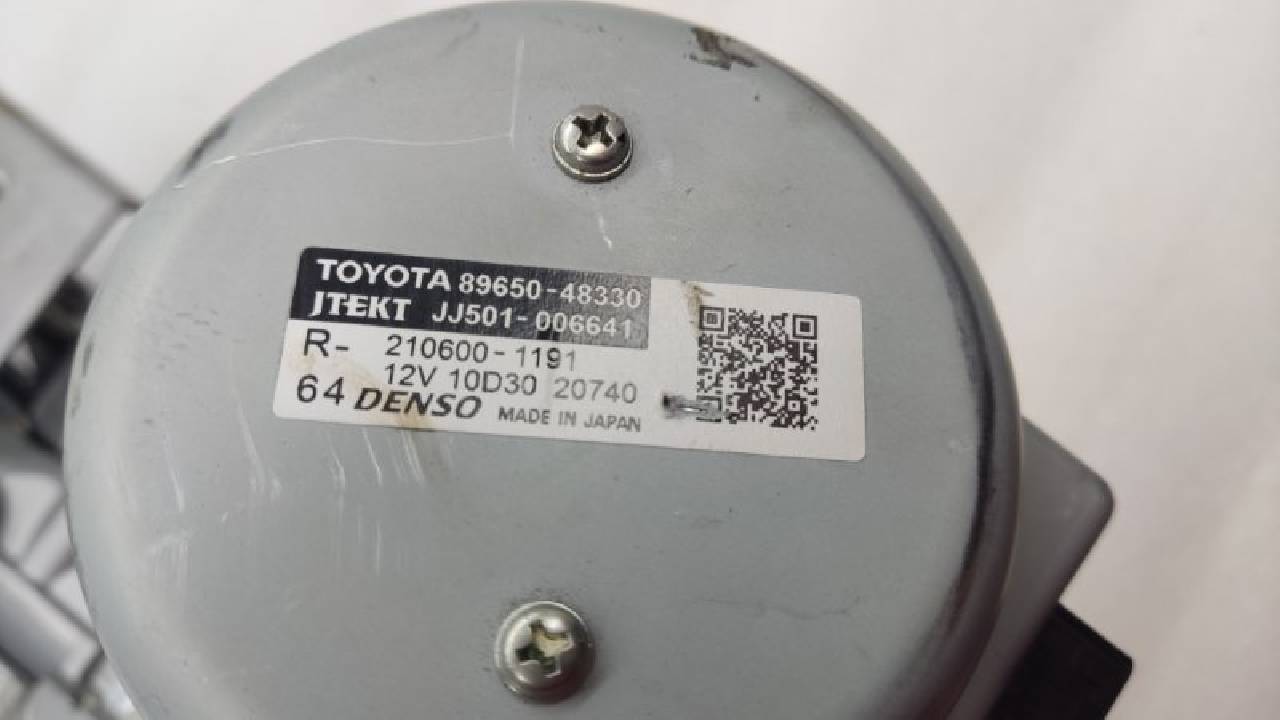 TOYOTA 89650-48330
JTEKT JJ501-006641
R- 210600-1191
12V 10D30 20740
64 DENSO MADE IN JAPAN